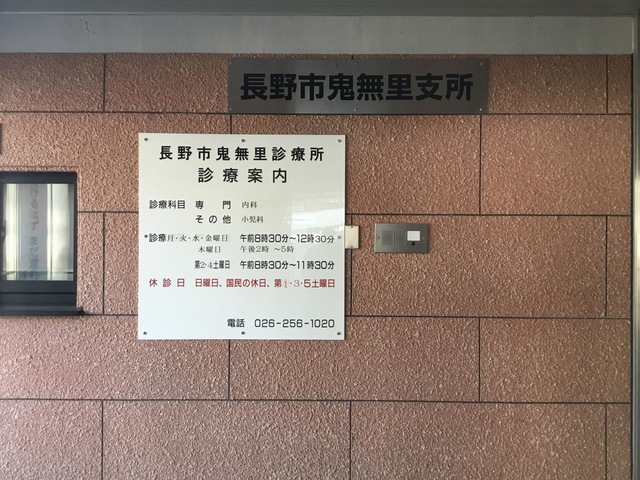 長野市鬼無里支所
長野市鬼無里診療所
診療案内
診療科目 専門 内科
その他 小児科
診療 月・火・水・金曜日 午前8時30分〜12時30分
木曜日 午後2時〜5時
第2・4土曜日 午前8時30分〜11時30分
休診日 日曜日、国民の休日、第1・3・5土曜日
電話 026-256-1020